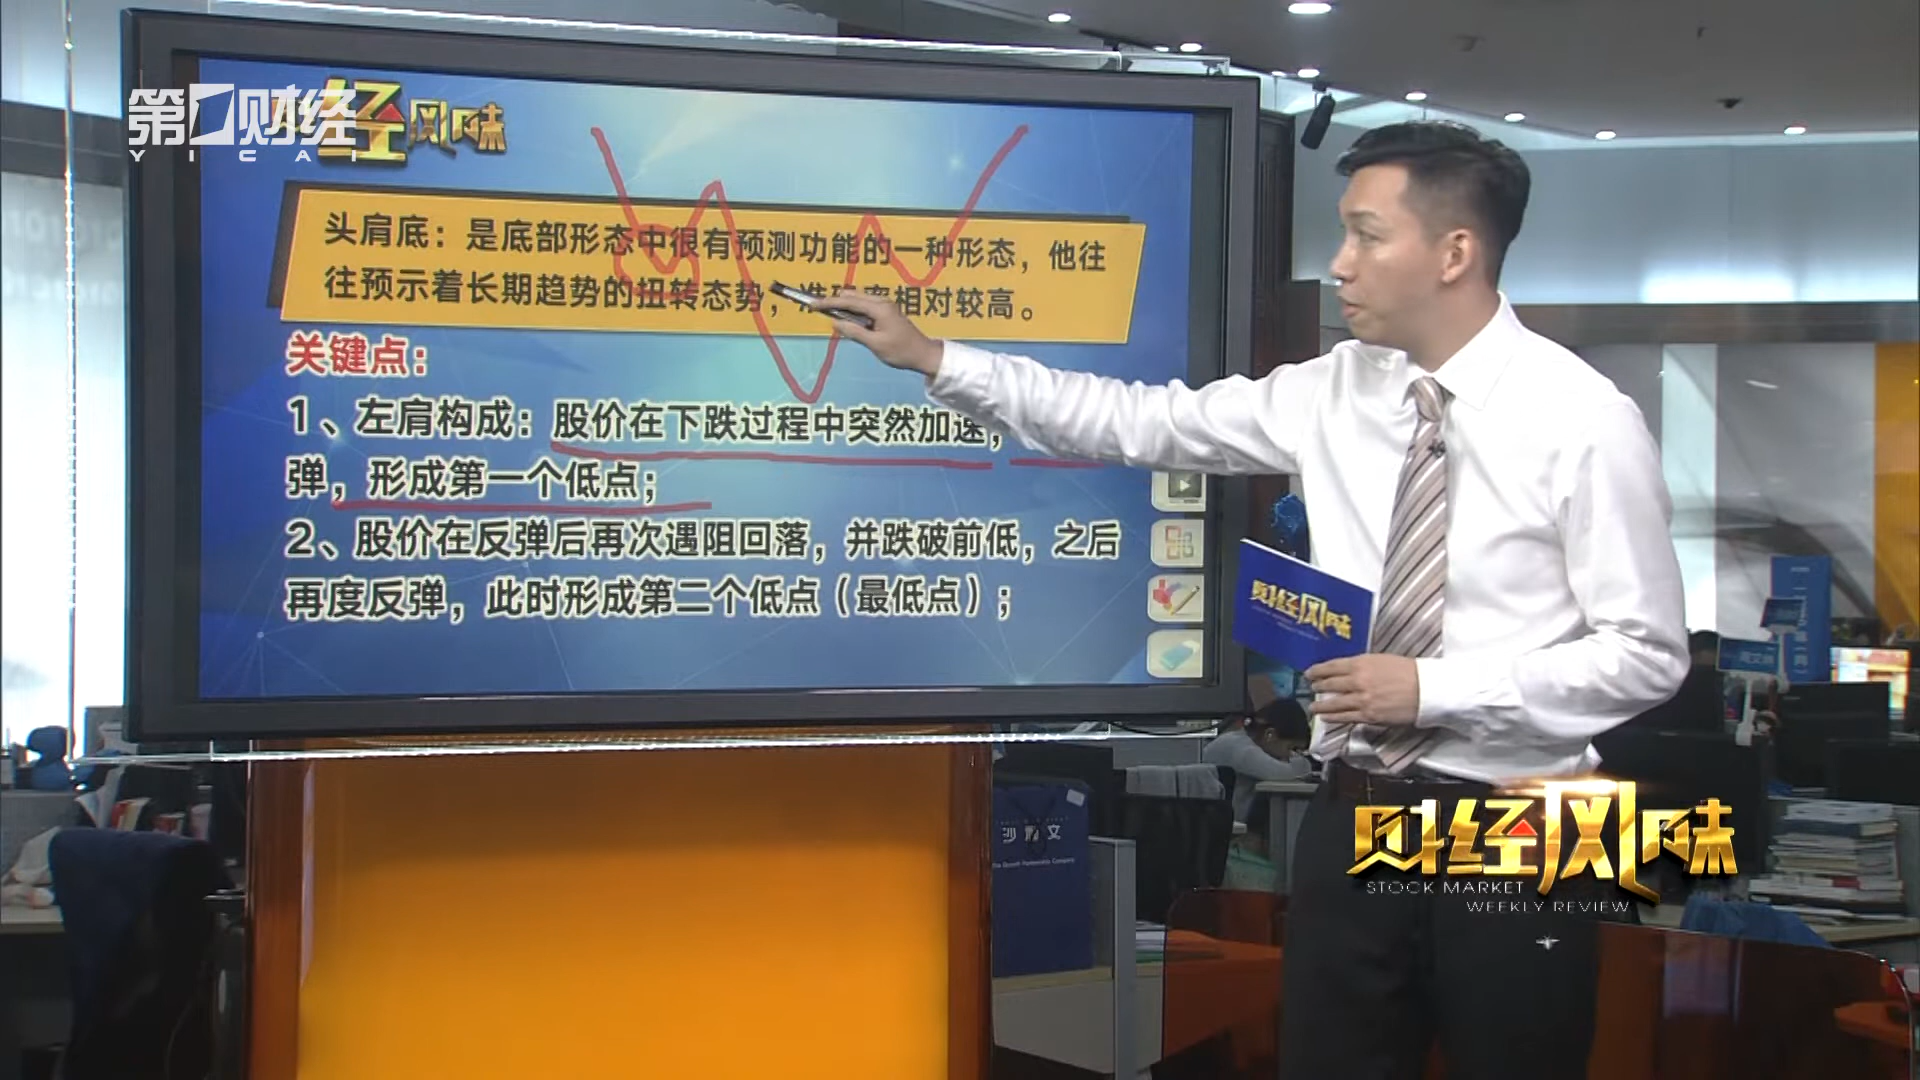 第一财经
YICAI
财经风味
头肩底：是底部形态中很有预测功能的一种形态，他往
往预示着长期趋势的扭转态势，准确率相对较高。
关键点：
1、左肩构成：股价在下跌过程中突然加速，
弹，形成第一个低点；
2、股价在反弹后再次遇阻回落，并跌破前低，之后
再度反弹，此时形成第二个低点（最低点）；
财经风味
财经风味
STOCK MARKET
WEEKLY REVIEW